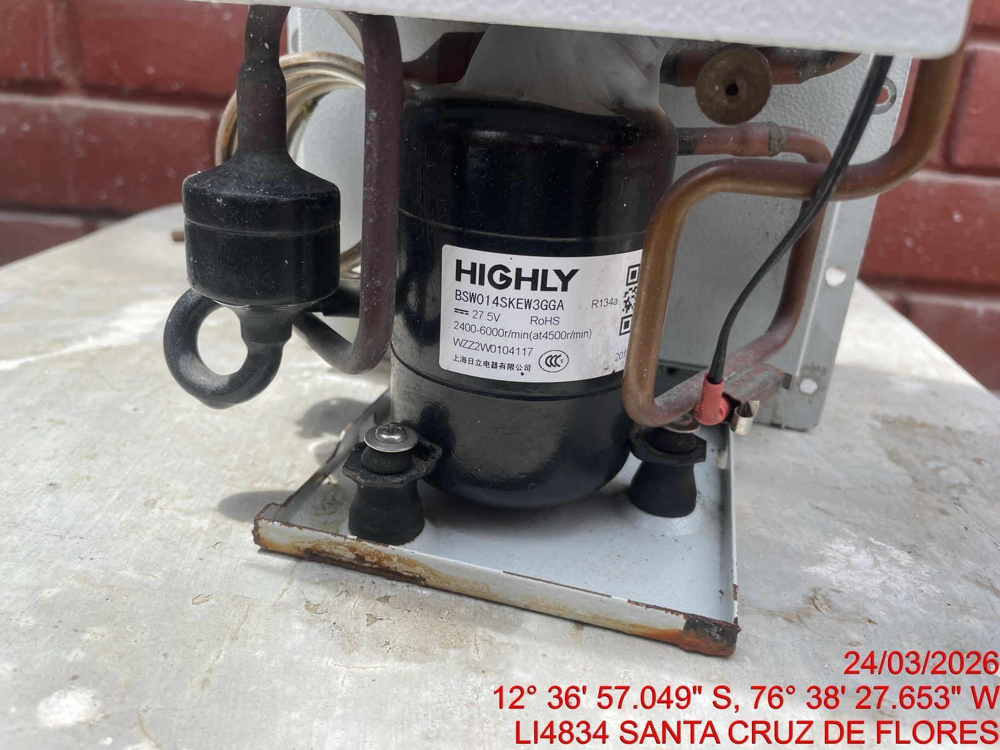 HIGHLY
BSW014SKEW3GGA R134a
27.5V RoHS
2400-6000r/min(at4500r/min)
WZZ2W0104117
上海日立电器有限公司 CCC S
201
24/03/2026
12° 36' 57.049" S, 76° 38' 27.653" W
LI4834 SANTA CRUZ DE FLORES